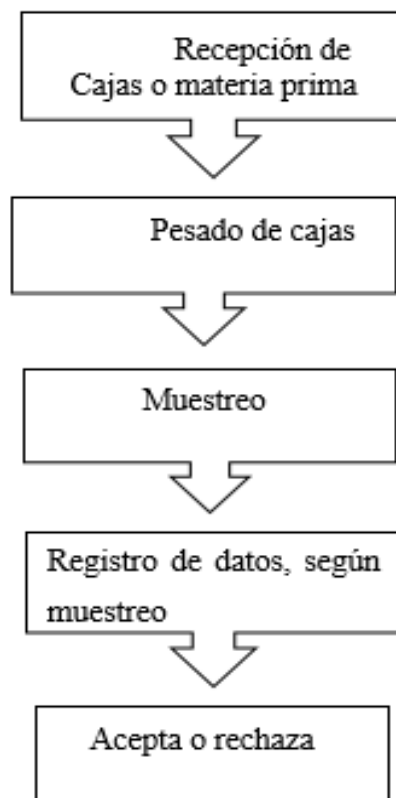 Recepción de
Cajas o materia prima
Pesado de cajas
Muestreo
Registro de datos, según
muestreo
Acepta o rechaza